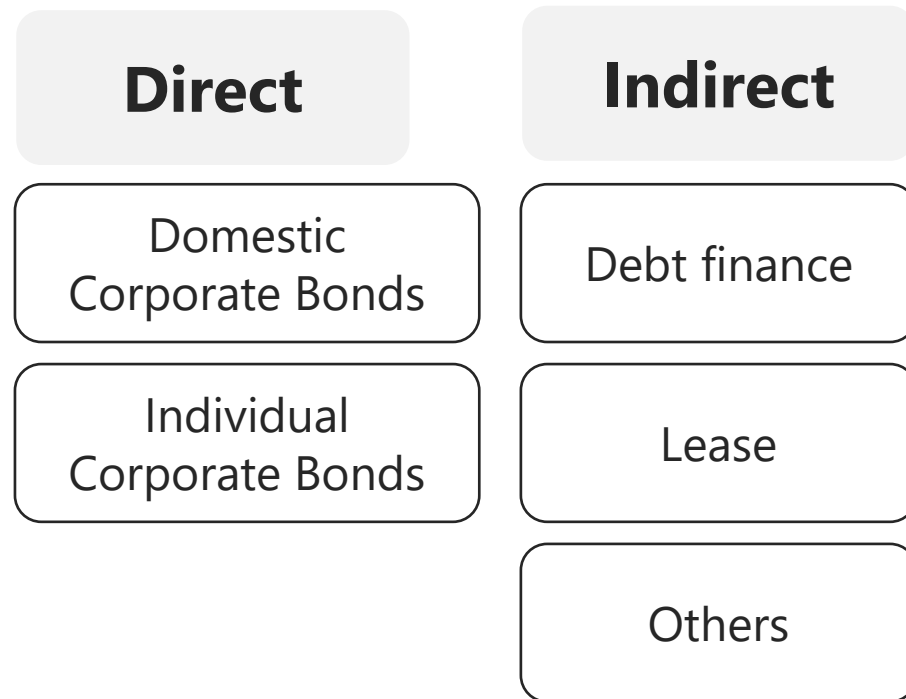 Direct
Domestic
Corporate Bonds
Individual
Corporate Bonds
Indirect
Debt finance
Lease
Others